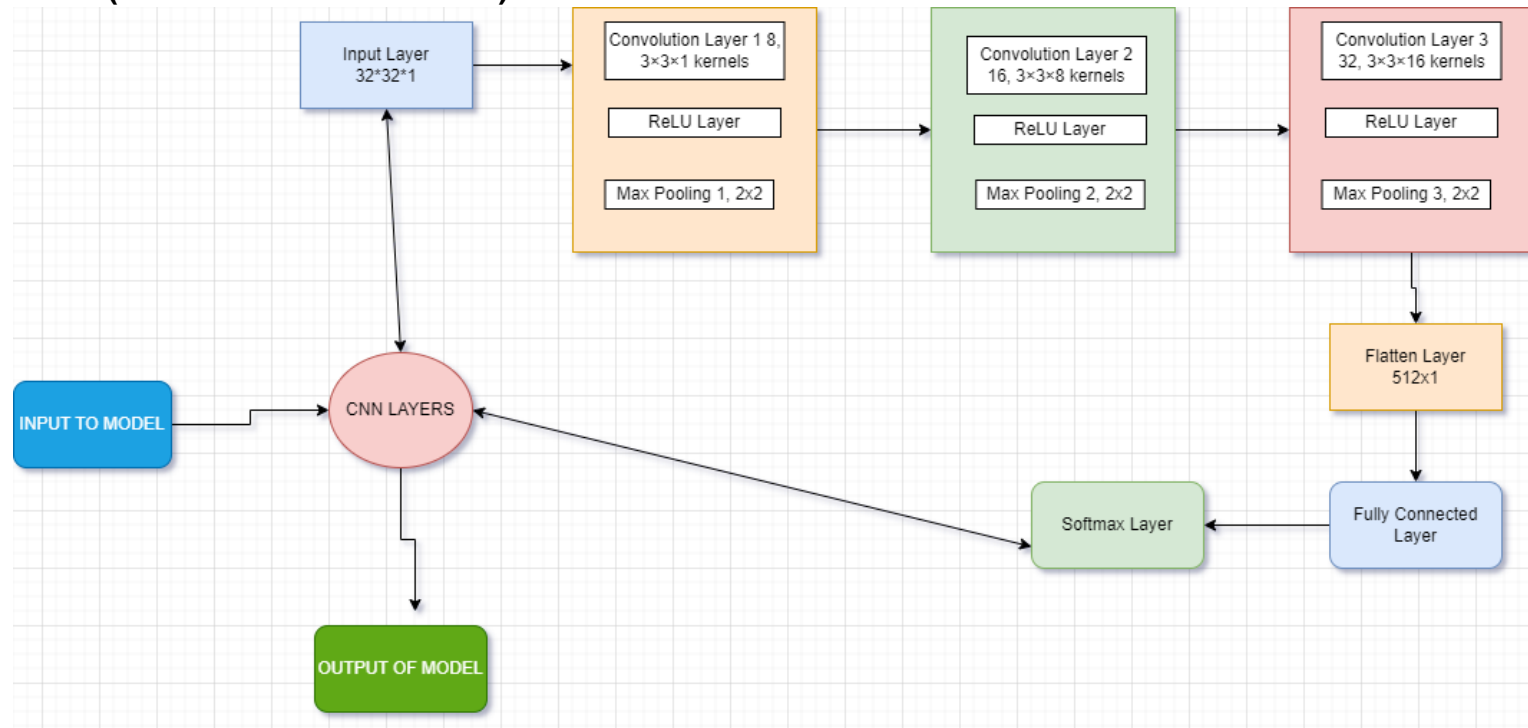 Input Layer
32*32*1
Convolution Layer 1 8,
3×3×1 kernels
ReLU Layer
Max Pooling 1, 2x2
Convolution Layer 2
16, 3×3×8 kernels
ReLU Layer
Max Pooling 2, 2x2
Convolution Layer 3
32, 3×3×16 kernels
ReLU Layer
Max Pooling 3, 2x2
Flatten Layer
512x1
INPUT TO MODEL
CNN LAYERS
Softmax Layer
Fully Connected
Layer
OUTPUT OF MODEL